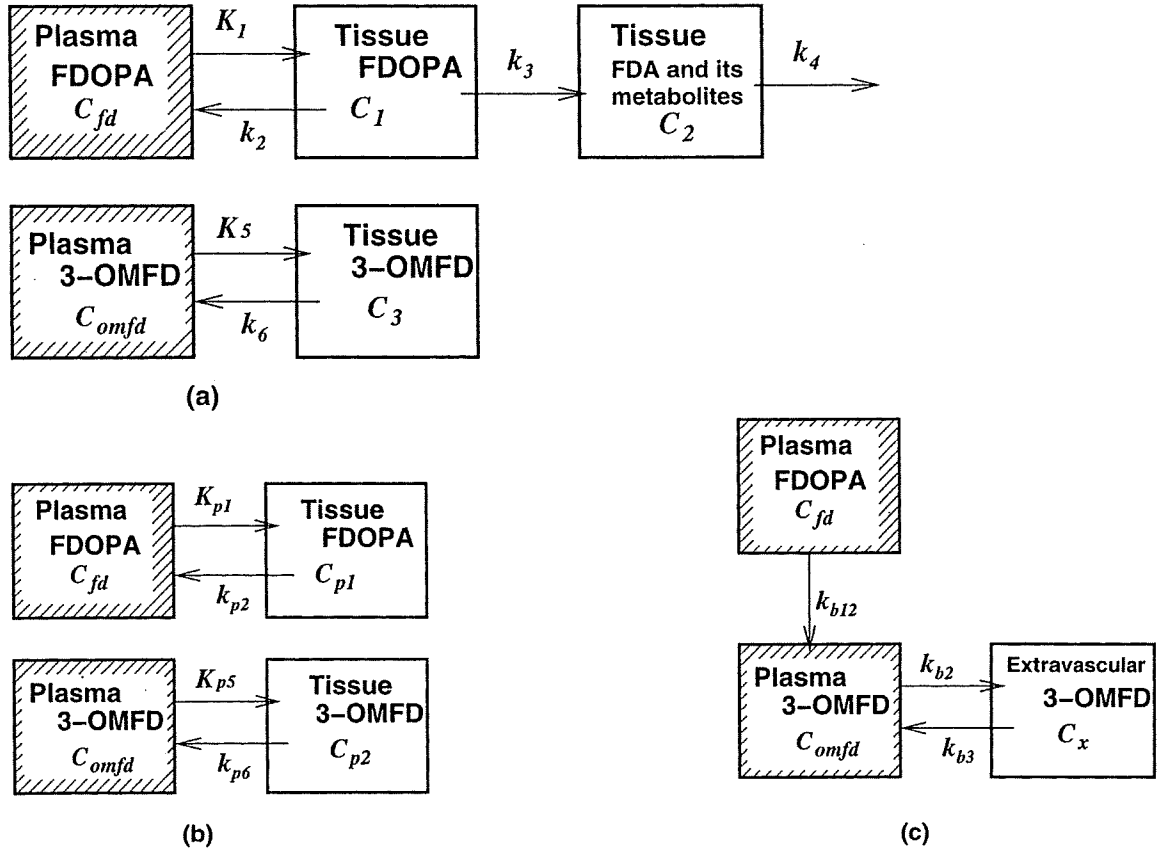 Plasma
FDOPA
C_fd
K_1
k_2
Tissue
FDOPA
C_1
k_3
Tissue
FDA and its
metabolites
C_2
k_4
Plasma
3-OMFD
C_omfd
K5
k_6
Tissue
3-OMFD
C_3
(a)
Plasma
FDOPA
C_fd
K_p1
k_p2
Tissue
FDOPA
C_p1
Plasma
3-OMFD
C_omfd
K_p5
k_p6
Tissue
3-OMFD
C_p2
(b)
Plasma
FDOPA
C_fd
k_b12
Plasma
3-OMFD
C_omfd
k_b2
k_b3
Extravascular
3-OMFD
C_x
(c)